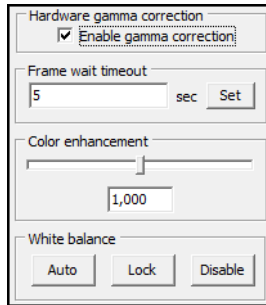 Hardware gamma correction
Enable gamma correction
Frame wait timeout
5 sec Set
Color enhancement
1,000
White balance
Auto Lock Disable